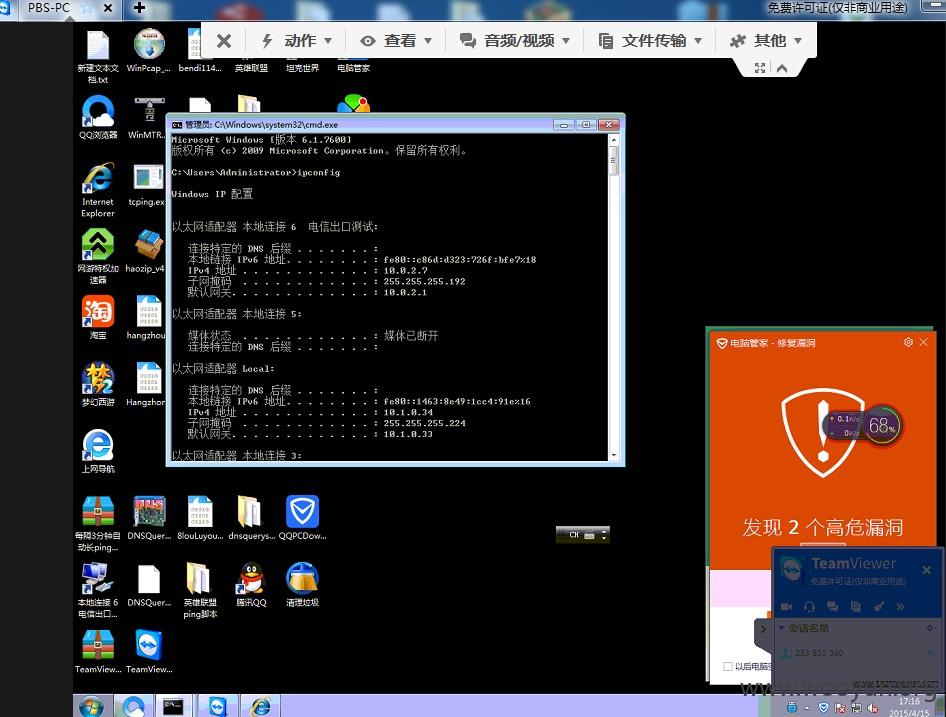 PBS-PC
免费许可证(仅非商业用途)
动作
查看
音频/视频
文件传输
其他
新建文本文档.txt
WinPcap_...
bendi114...
英雄联盟
坦克世界
电脑管家
QQ浏览器
WinMTR...
Internet Explorer
tcping.ex
网游特权加速器
haozip_v4
淘宝
hangzhou
梦幻西游
Hangzhor
上网导航
管理员: C:\Windows\system32\cmd.exe
Microsoft Windows [版本 6.1.7600]
版权所有 (c) 2009 Microsoft Corporation。保留所有权利。
C:\Users\Administrator>ipconfig
Windows IP 配置
以太网适配器 本地连接 6 电信出口测试:
连接特定的 DNS 后缀 . . . . . . . :
本地链接 IPv6 地址. . . . . . . . : fe80::c86d:d323:726f:bfe7%18
IPv4 地址 . . . . . . . . . . . . : 10.0.2.7
子网掩码 . . . . . . . . . . . . : 255.255.255.192
默认网关. . . . . . . . . . . . . : 10.0.2.1
以太网适配器 本地连接 5:
媒体状态 . . . . . . . . . . . . : 媒体已断开
连接特定的 DNS 后缀 . . . . . . . :
以太网适配器 Local:
连接特定的 DNS 后缀 . . . . . . . :
本地链接 IPv6 地址. . . . . . . . : fe80::1463:8e49:1cc4:91e%16
IPv4 地址 . . . . . . . . . . . . : 10.1.0.34
子网掩码 . . . . . . . . . . . . : 255.255.255.224
默认网关. . . . . . . . . . . . . : 10.1.0.33
以太网适配器 本地连接 3:
每隔3分钟自动长ping...
DNSQuer...
8louLuyou...
dnsquerys...
QQPCDow...
CH
本地连接 6 电信出口...
DNSQuer...
英雄联盟 ping脚本
腾讯QQ
清理垃圾
TeamView...
TeamView...
电脑管家 - 修复漏洞
0.1K/s
0K/s
68%
发现 2 个高危漏洞
TeamViewer
免费许可证(仅非商业用途)
会话名单
233 831 360
以后电脑
www.teamviewer.com
17:16
2015/4/15